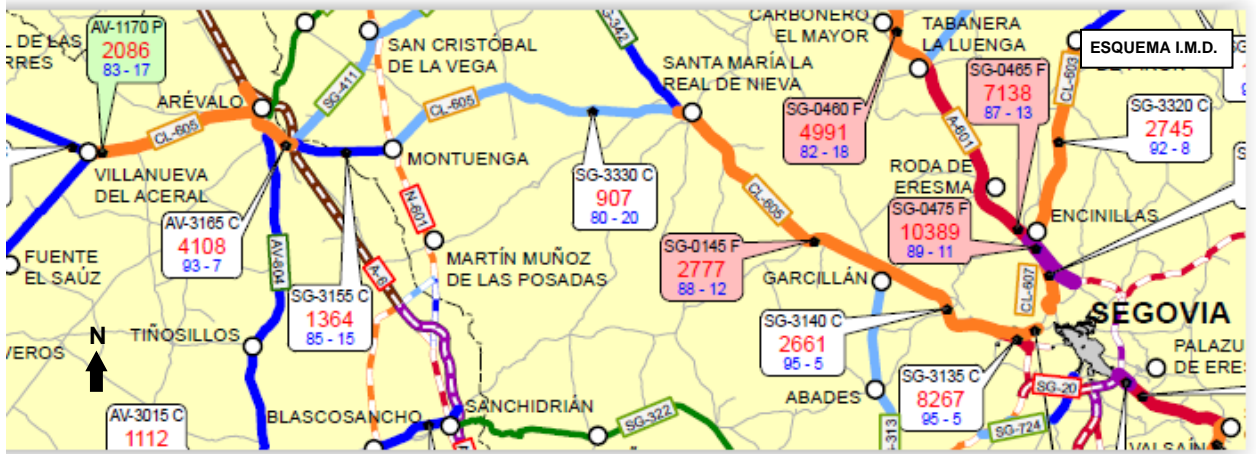 AV-1170 P
2086
83 - 17
L DE LAS
RRES
SAN CRISTÓBAL
DE LA VEGA
SG-342
CARBONERO
EL MAYOR
TABANERA
LA LUENGA
ESQUEMA I.M.D.
ARÉVALO
SG-411
CL-605
CL-605
SANTA MARÍA LA
REAL DE NIEVA
SG-0460 F
4991
82 - 18
SG-0465 F
7138
87 - 13
CL-603
SG-3320 C
2745
92 - 8
A-601
VILLANUEVA
DEL ACERAL
MONTUENGA
SG-3330 C
907
80 - 20
RODA DE
ERESMA
ENCINILLAS
AV-3165 C
4108
93 - 7
N-601
CL-605
SG-0475 F
10389
89 - 11
FUENTE
EL SAÚZ
AV-804
A-6
MARTÍN MUÑOZ
DE LAS POSADAS
SG-0145 F
2777
88 - 12
GARCILLÁN
CL-607
SG-3155 C
1364
85 - 15
SG-3140 C
2661
95 - 5
SEGOVIA
N
TIÑOSILLOS
VEROS
PALAZU
DE ERES
SG-3135 C
8267
95 - 5
SG-20
ABADES
AV-3015 C
1112
BLASCOSANCHO
SANCHIDRIÁN
SG-322
313
SG-724
VALSAÍN